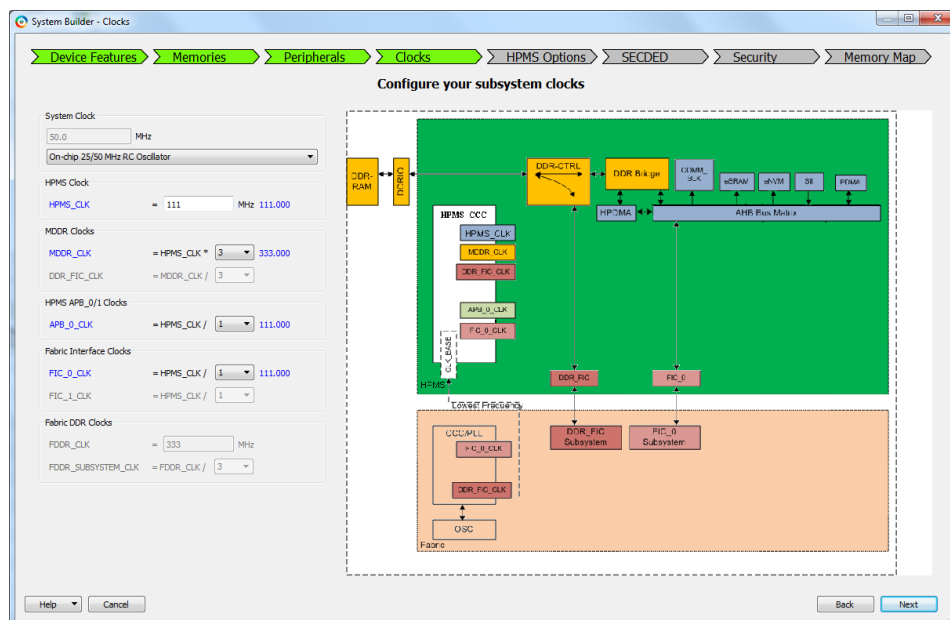 System Builder - Clocks
Device Features Memories Peripherals Clocks HPMS Options SECDED Security Memory Map
Configure your subsystem clocks
System Clock
50.0 MHz
On-chip 25/50 MHz RC Oscillator
HPMS Clock
HPMS_CLK = 111 MHz 111.000
MDDR Clocks
MDDR_CLK = HPMS_CLK * 3 333.000
DDR_FIC_CLK = MDDR_CLK / 3
HPMS APB_0/1 Clocks
APB_0_CLK = HPMS_CLK / 1 111.000
Fabric Interface Clocks
FIC_0_CLK = HPMS_CLK / 1 111.000
FIC_1_CLK = HPMS_CLK / 1
Fabric DDR Clocks
FDDR_CLK = 333 MHz
FDDR_SUBSYSTEM_CLK = FDDR_CLK / 3
DDR-
RAM
DDRIO
DDR-CTRL
DDR Bridge
COMM_
BLK
eSRAM
eNVM
SII
PDMA
HPDMA
AHB Bus Matrix
HPMS CCC
HPMS_CLK
MDDR_CLK
DDR_FIC_CLK
APB_0_CLK
FIC_0_CLK
CLK_BASE
HPMS
DDR_FIC
FIC_0
Lowest Frequency
CCC/PLL
FIC_0_CLK
DDR_FIC_CLK
OSC
DDR_FIC
Subsystem
FIC_0
Subsystem
Fabric
Help Cancel Back Next